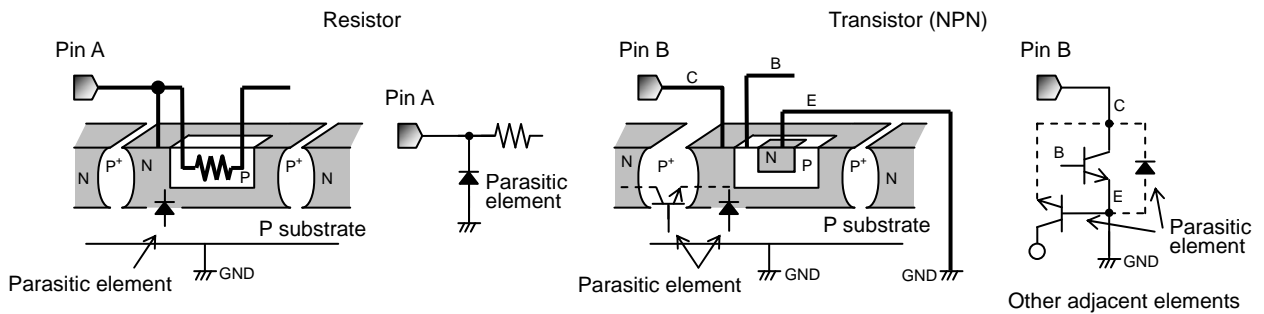 Resistor
Transistor (NPN)
Pin A
Pin A
N
P+
N
P
P+
N
Parasitic
element
P substrate
GND
Parasitic element
Pin B
C
B
E
N
P+
N
P
P+
N
P substrate
GND
GND
Parasitic element
Pin B
C
B
E
Parasitic
element
GND
Other adjacent elements